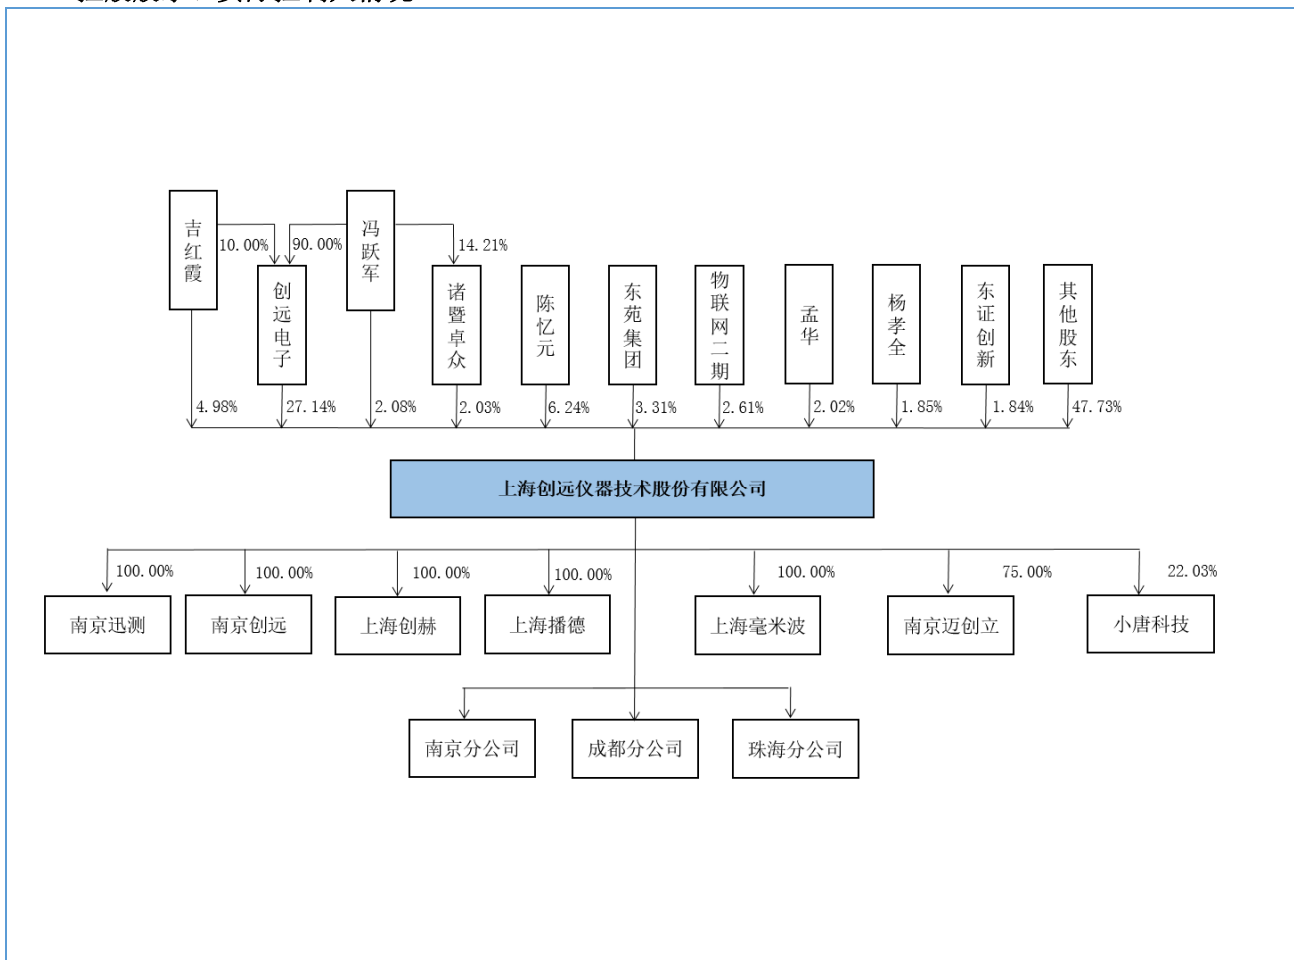 吉红霞
冯跃军
10.00%
90.00%
14.21%
创远电子
诸暨卓众
陈忆元
东苑集团
物联网二期
孟华
杨孝全
东证创新
其他股东
4.98%
27.14%
2.08%
2.03%
6.24%
3.31%
2.61%
2.02%
1.85%
1.84%
47.73%
上海创远仪器技术股份有限公司
100.00%
100.00%
100.00%
100.00%
100.00%
75.00%
22.03%
南京迅测
南京创远
上海创赫
上海播德
上海毫米波
南京迈创立
小唐科技
南京分公司
成都分公司
珠海分公司